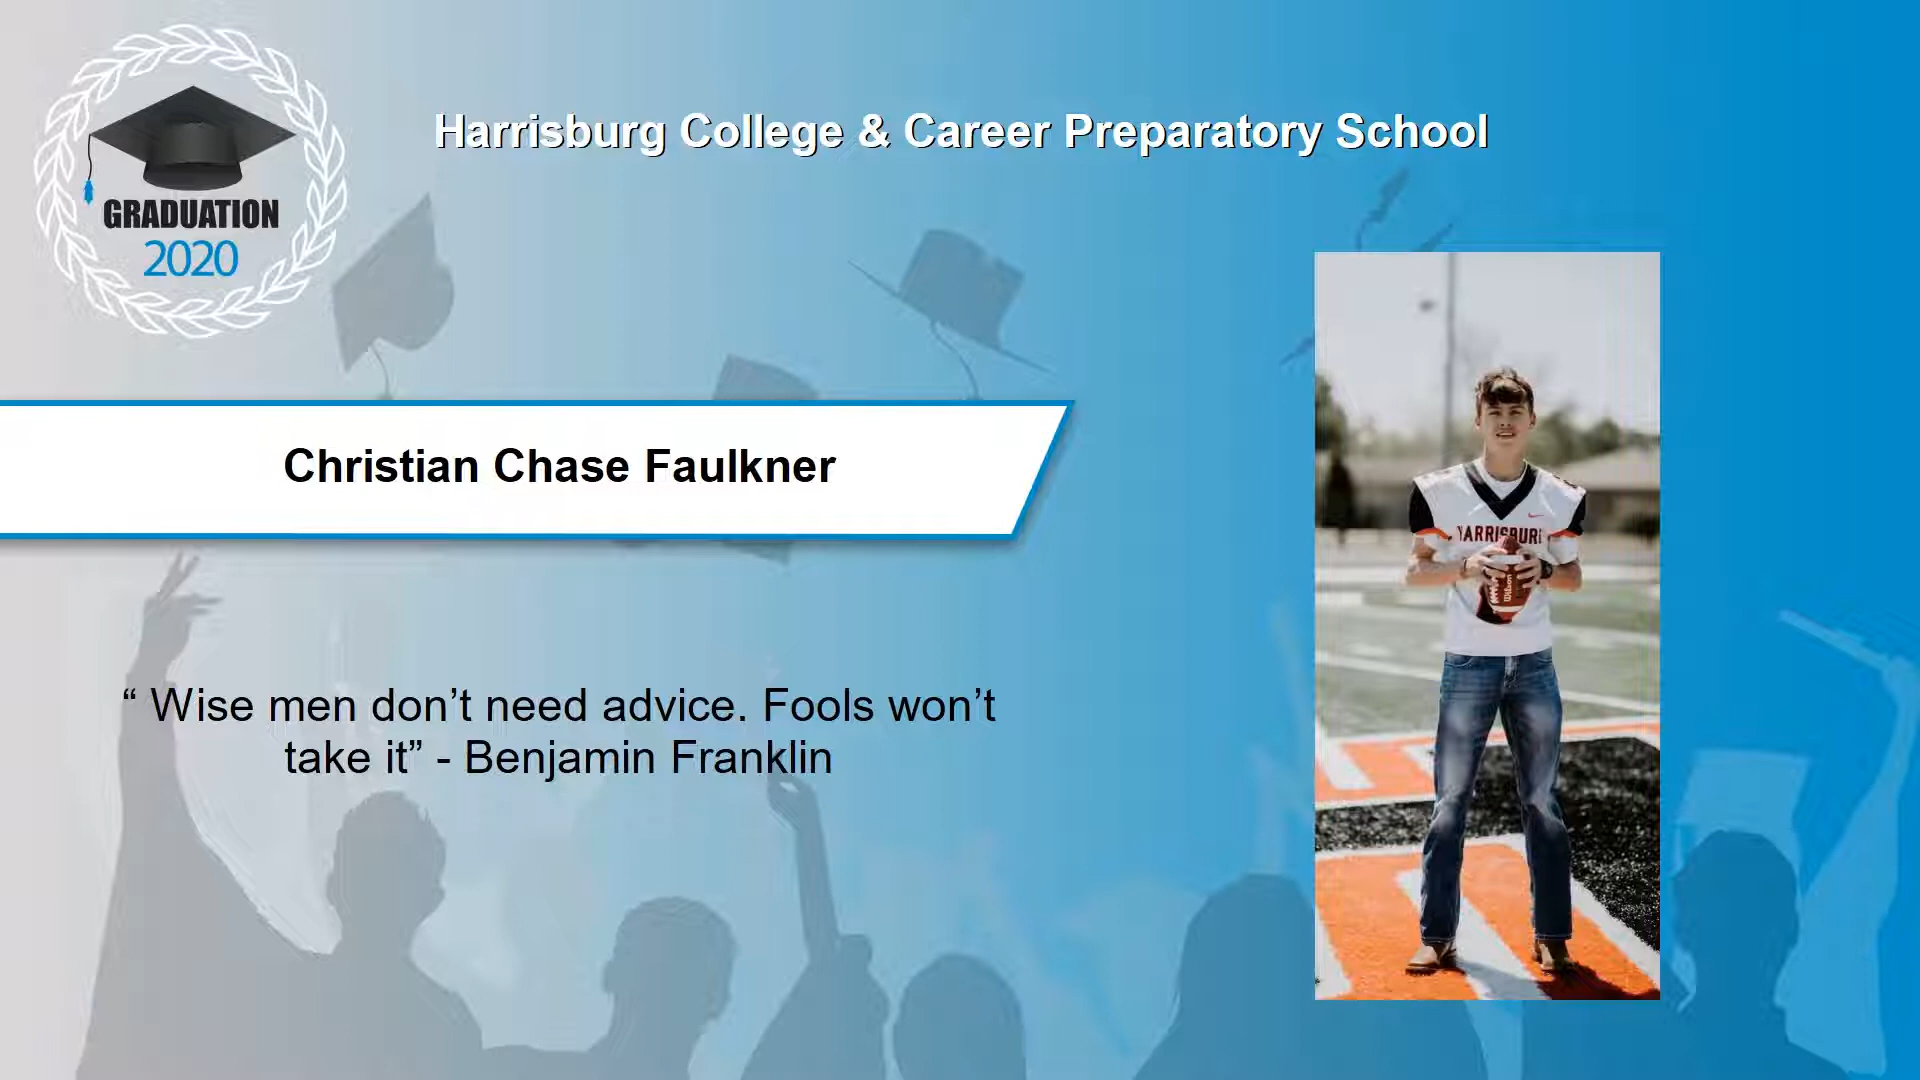 Harrisburg College & Career Preparatory School
GRADUATION
2020
Christian Chase Faulkner
“ Wise men don’t need advice. Fools won’t
take it” - Benjamin Franklin
Wilson